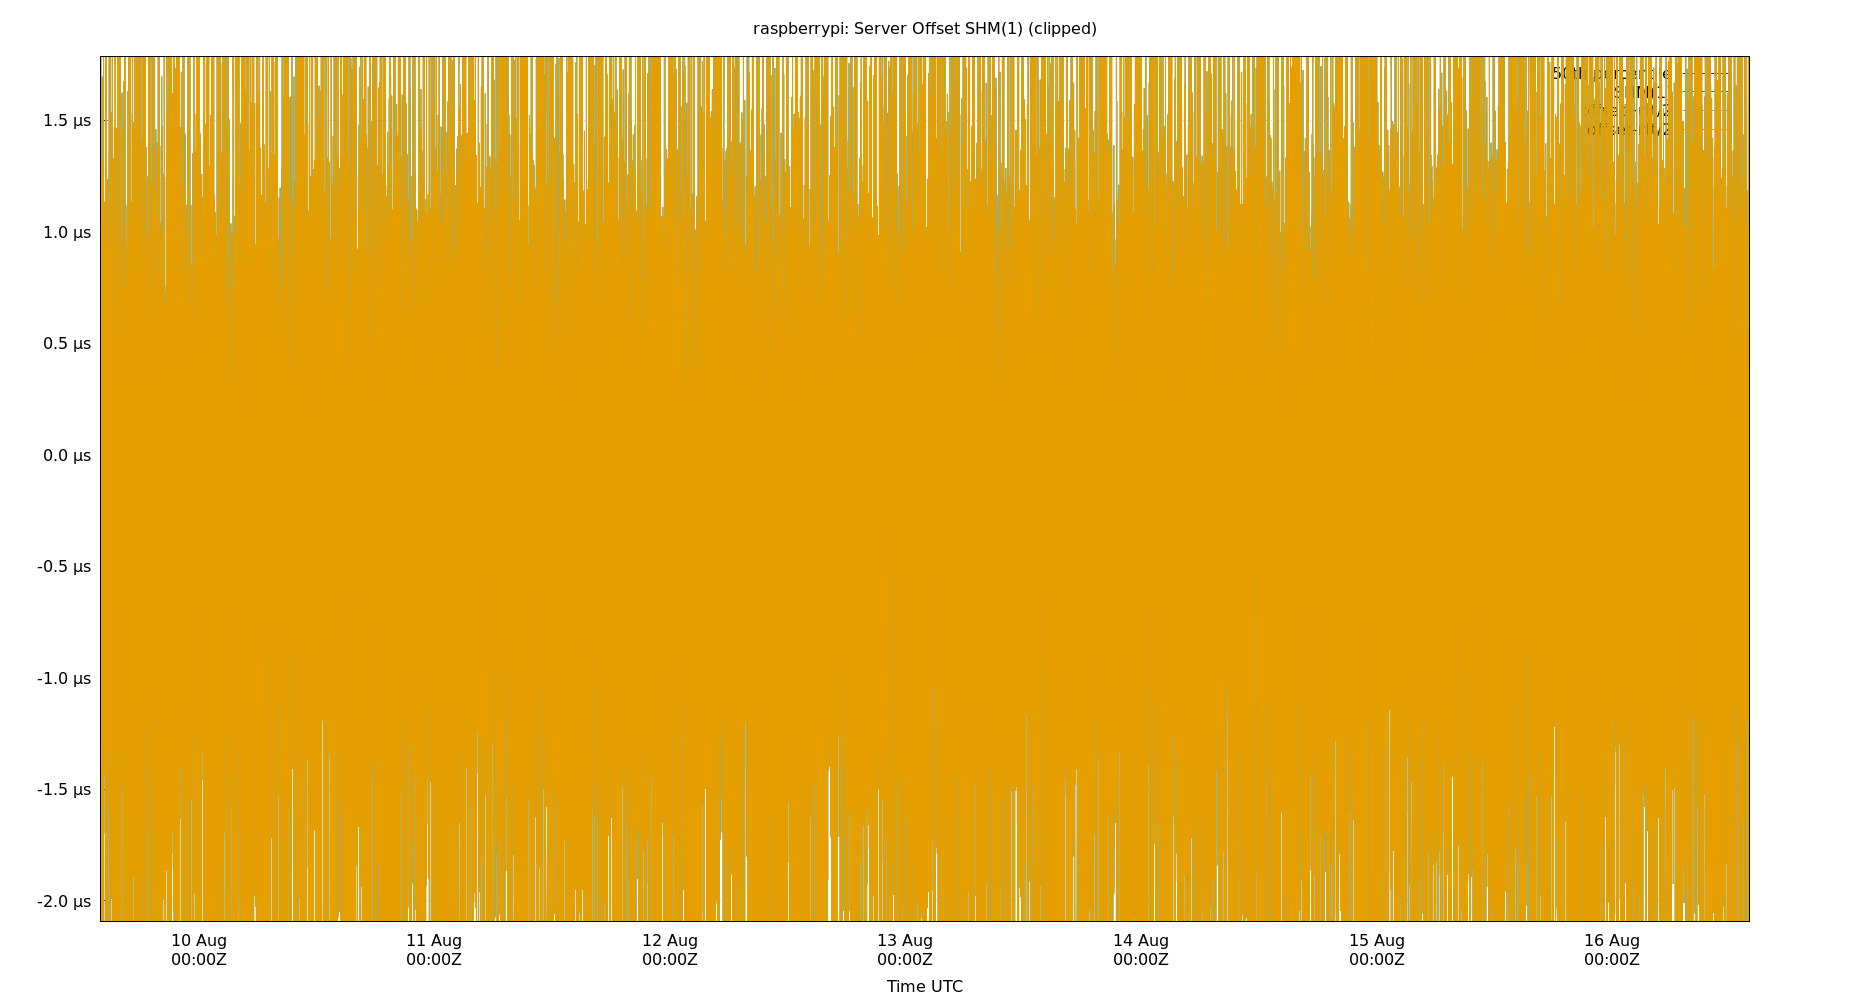 raspberrypi: Server Offset SHM(1) (clipped)
1.5 µs
1.0 µs
0.5 µs
0.0 µs
-0.5 µs
-1.0 µs
-1.5 µs
-2.0 µs
10 Aug 11 Aug 12 Aug 13 Aug 14 Aug 15 Aug 16 Aug
00:00Z 00:00Z 00:00Z 00:00Z 00:00Z 00:00Z 00:00Z
Time UTC